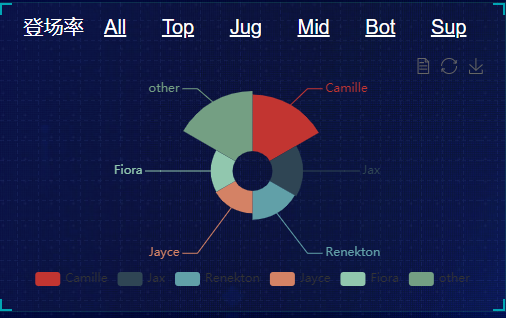 登场率 All Top Jug Mid Bot Sup
other Camille
Fiora Jax
Jayce Renekton
Camille Jax Renekton Jayce Fiora other